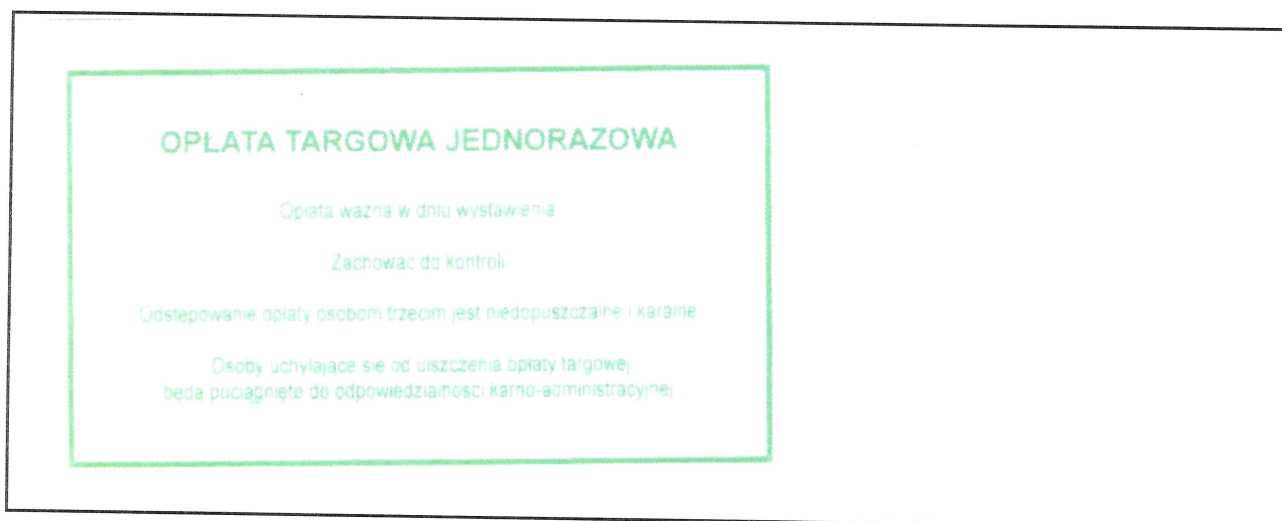 OPŁATA TARGOWA JEDNORAZOWA
Opłata ważna w dniu wystawienia
Zachować do kontroli
Odstępowanie opłaty osobom trzecim jest niedopuszczalne i karalne
Osoby uchylające się od uiszczenia opłaty targowej
będą pociągnięte do odpowiedzialności karno-administracyjnej